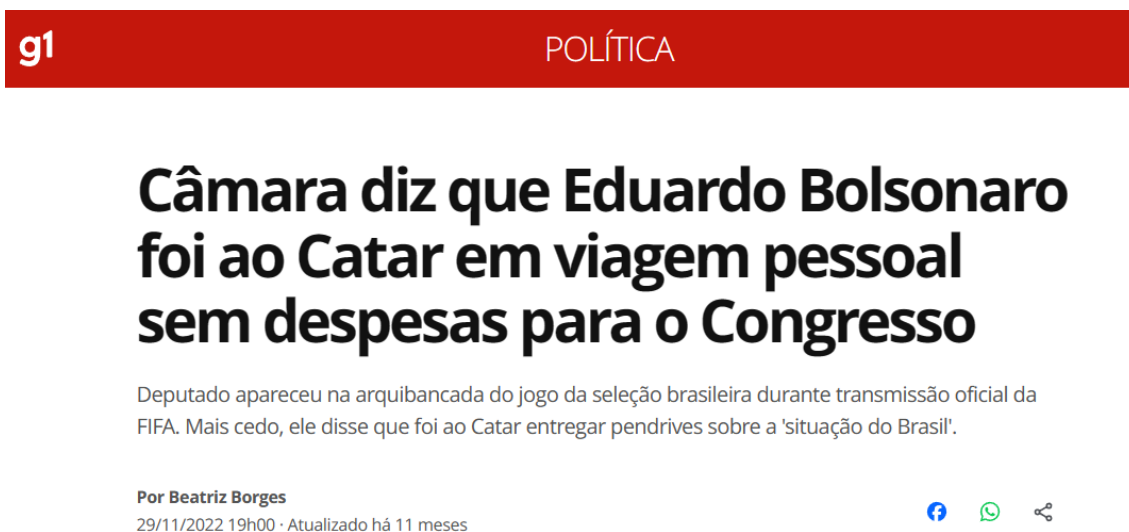 g1
POLÍTICA
Câmara diz que Eduardo Bolsonaro
foi ao Catar em viagem pessoal
sem despesas para o Congresso
Deputado apareceu na arquibancada do jogo da seleção brasileira durante transmissão oficial da
FIFA. Mais cedo, ele disse que foi ao Catar entregar pendrives sobre a 'situação do Brasil'.
Por Beatriz Borges
29/11/2022 19h00 · Atualizado há 11 meses